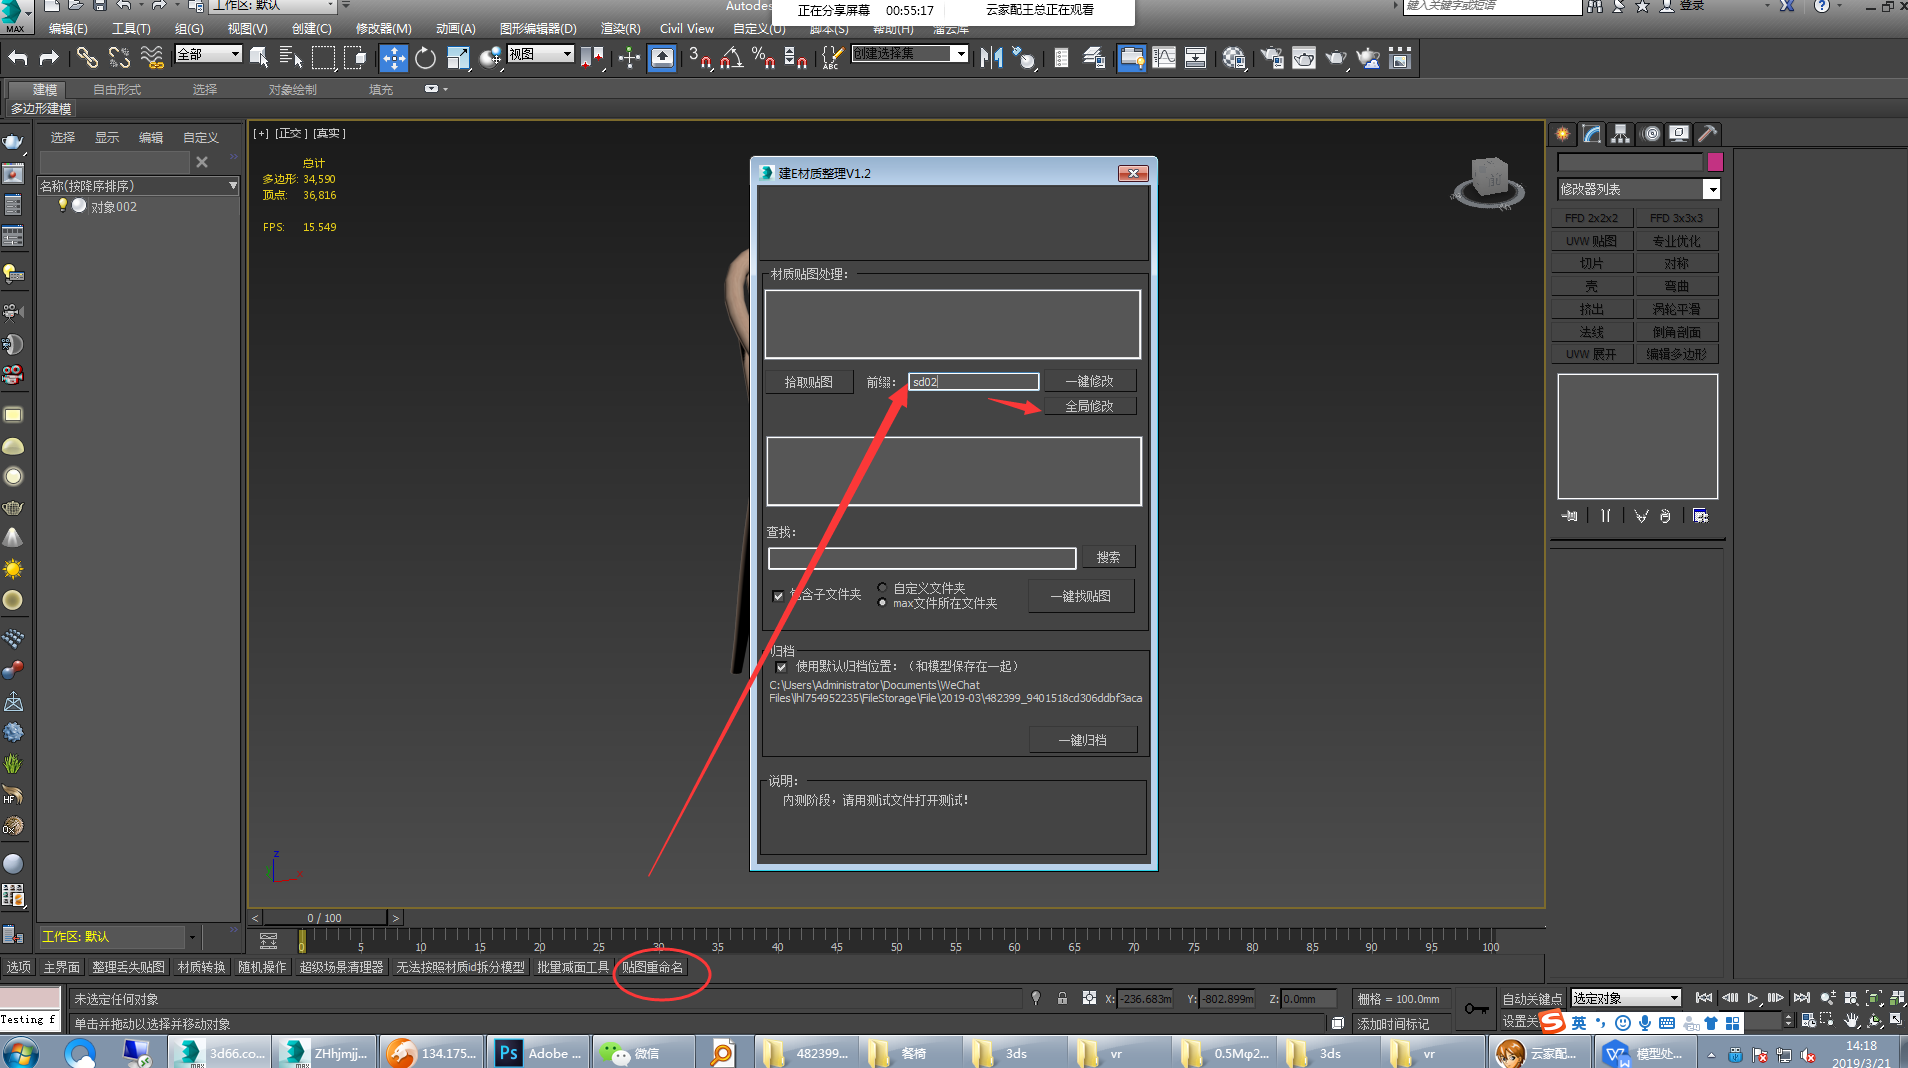 工作区: 默认
Autodes
正在分享屏幕 00:55:17
云家配王总正在观看
键入关键字或短语
登录
MAX
编辑(E)
工具(T)
组(G)
视图(V)
创建(C)
修改器(M)
动画(A)
图形编辑器(D)
渲染(R)
Civil View
自定义(U)
脚本(S)
帮助(H)
渲云库
全部
视图
创建选择集
建模
自由形式
选择
对象绘制
填充
多边形建模
选择
显示
编辑
自定义
名称(按降序排序)
对象002
[+] [正交] [真实]
总计
多边形: 34,590
顶点: 36,816
FPS: 15.549
建E材质整理V1.2
材质贴图处理:
拾取贴图
前缀:
sd02
一键修改
全局修改
查找:
搜索
包含子文件夹
自定义文件夹
max文件所在文件夹
一键找贴图
归档
使用默认归档位置: (和模型保存在一起)
C:\Users\Administrator\Documents\WeChat
Files\lhl754952235\FileStorage\File\2019-03\482399_9401518cd306ddbf3aca
一键归档
说明:
内测阶段，请用测试文件打开测试!
修改器列表
FFD 2x2x2
FFD 3x3x3
UVW 贴图
专业优化
切片
对称
壳
弯曲
挤出
涡轮平滑
法线
倒角剖面
UVW 展开
编辑多边形
z
x
HF
0 / 100
工作区: 默认
0 5 10 15 20 25 30 35 40 45 50 55 60 65 70 75 80 85 90 95 100
选项
主界面
整理丢失贴图
材质转换
随机操作
超级场景清理器
无法按照材质id拆分模型
批量减面工具
贴图重命名
未选定任何对象
X: -236.683m
Y: -802.899m
Z: 0.0mm
栅格 = 100.0mm
自动关键点
选定对象
Testing f
单击并拖动以选择并移动对象
添加时间标记
设置关
英
3d66.co...
ZHhjmjj...
134.175...
Adobe ...
微信
482399...
餐椅
3ds
vr
0.5Mφ2...
3ds
vr
云家配...
模型处...
14:18
2019/3/21